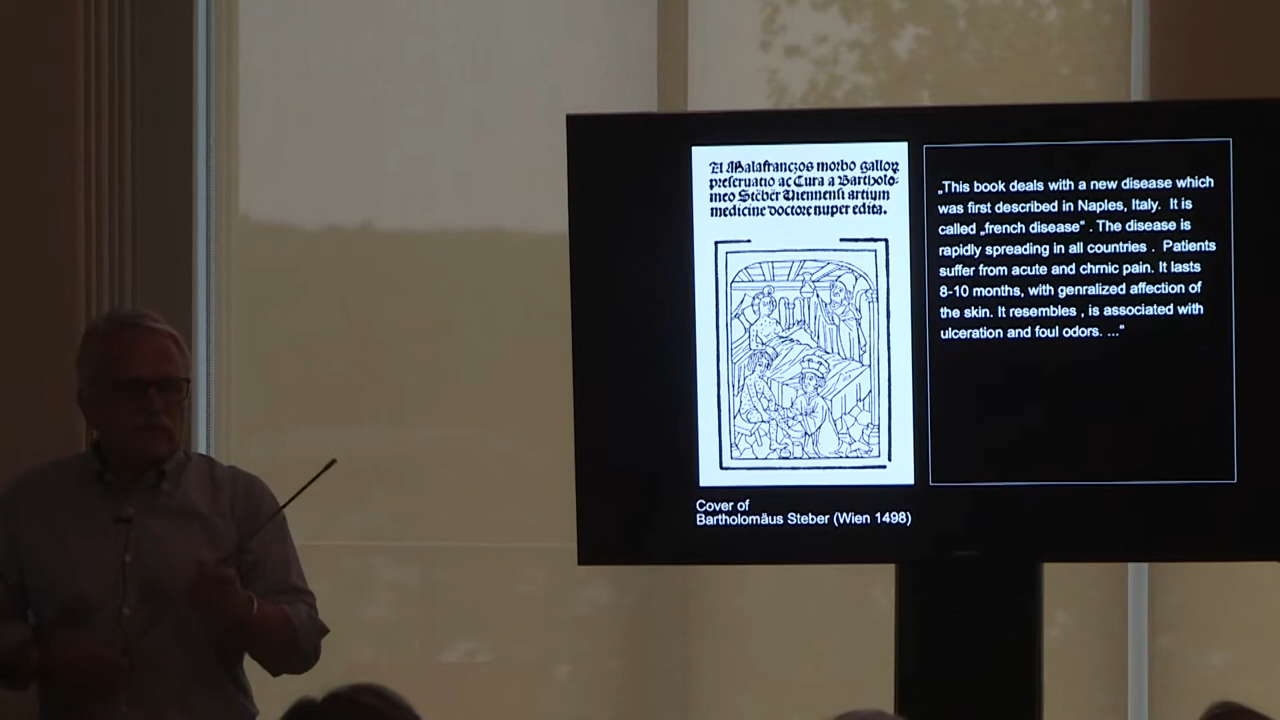 A Malafranczos morbo gallorum
preseruatio ac Cura a Bartholo-
meo Steber Viennensi artium
medicine doctore nuper edita.
„This book deals with a new disease which
was first described in Naples, Italy. It is
called „french disease“ . The disease is
rapidly spreading in all countries . Patients
suffer from acute and chrnic pain. It lasts
8-10 months, with genralized affection of
the skin. It resembles , is associated with
ulceration and foul odors. ...“
Cover of
Bartholomäus Steber (Wien 1498)